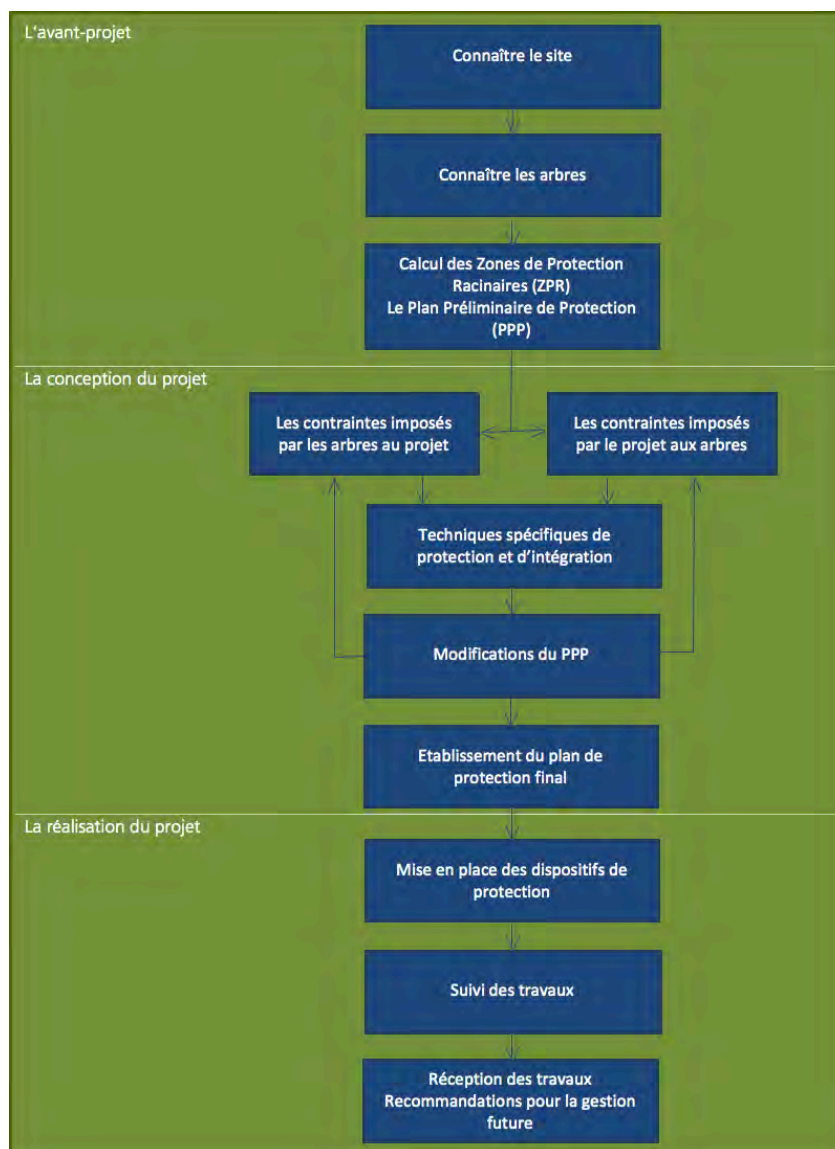 L'avant-projet
Connaître le site
Connaître les arbres
Calcul des Zones de Protection
Racinaires (ZPR)
Le Plan Préliminaire de Protection
(PPP)
La conception du projet
Les contraintes imposés
par les arbres au projet
Les contraintes imposés
par le projet aux arbres
Techniques spécifiques de
protection et d'intégration
Modifications du PPP
Etablissement du plan de
protection final
La réalisation du projet
Mise en place des dispositifs de
protection
Suivi des travaux
Réception des travaux
Recommandations pour la gestion
future